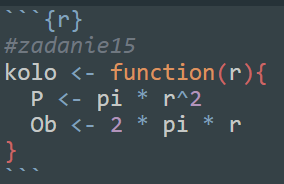 ```{r}
#zadanie15
kolo <- function(r){
  P <- pi * r^2
  Ob <- 2 * pi * r
}
```